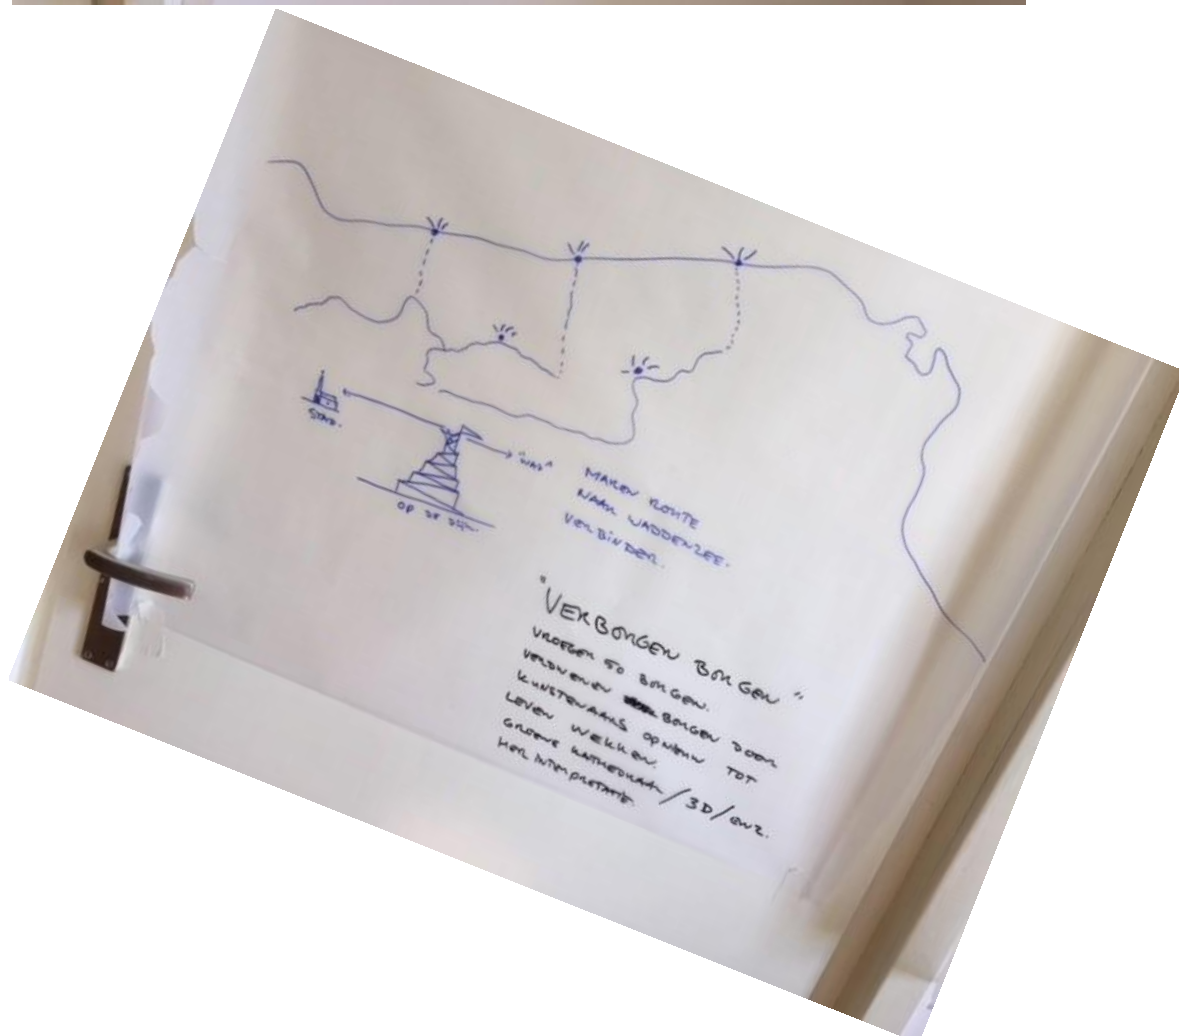 STAD.
"WAD"
OP DE DIJK.
MAKEN ROUTE
NAAR WADDENZEE.
VERBINDER.
"VERBORGEN BORGEN"
VROEGER 50 BORGEN.
VERDWENEN BORGEN DOOR
KUNSTENAARS OPNIEUW TOT
LEVEN WEKKEN.
GROENE KATHEDRAAL/3D/ENZ.
HER INTERPRETATIE.